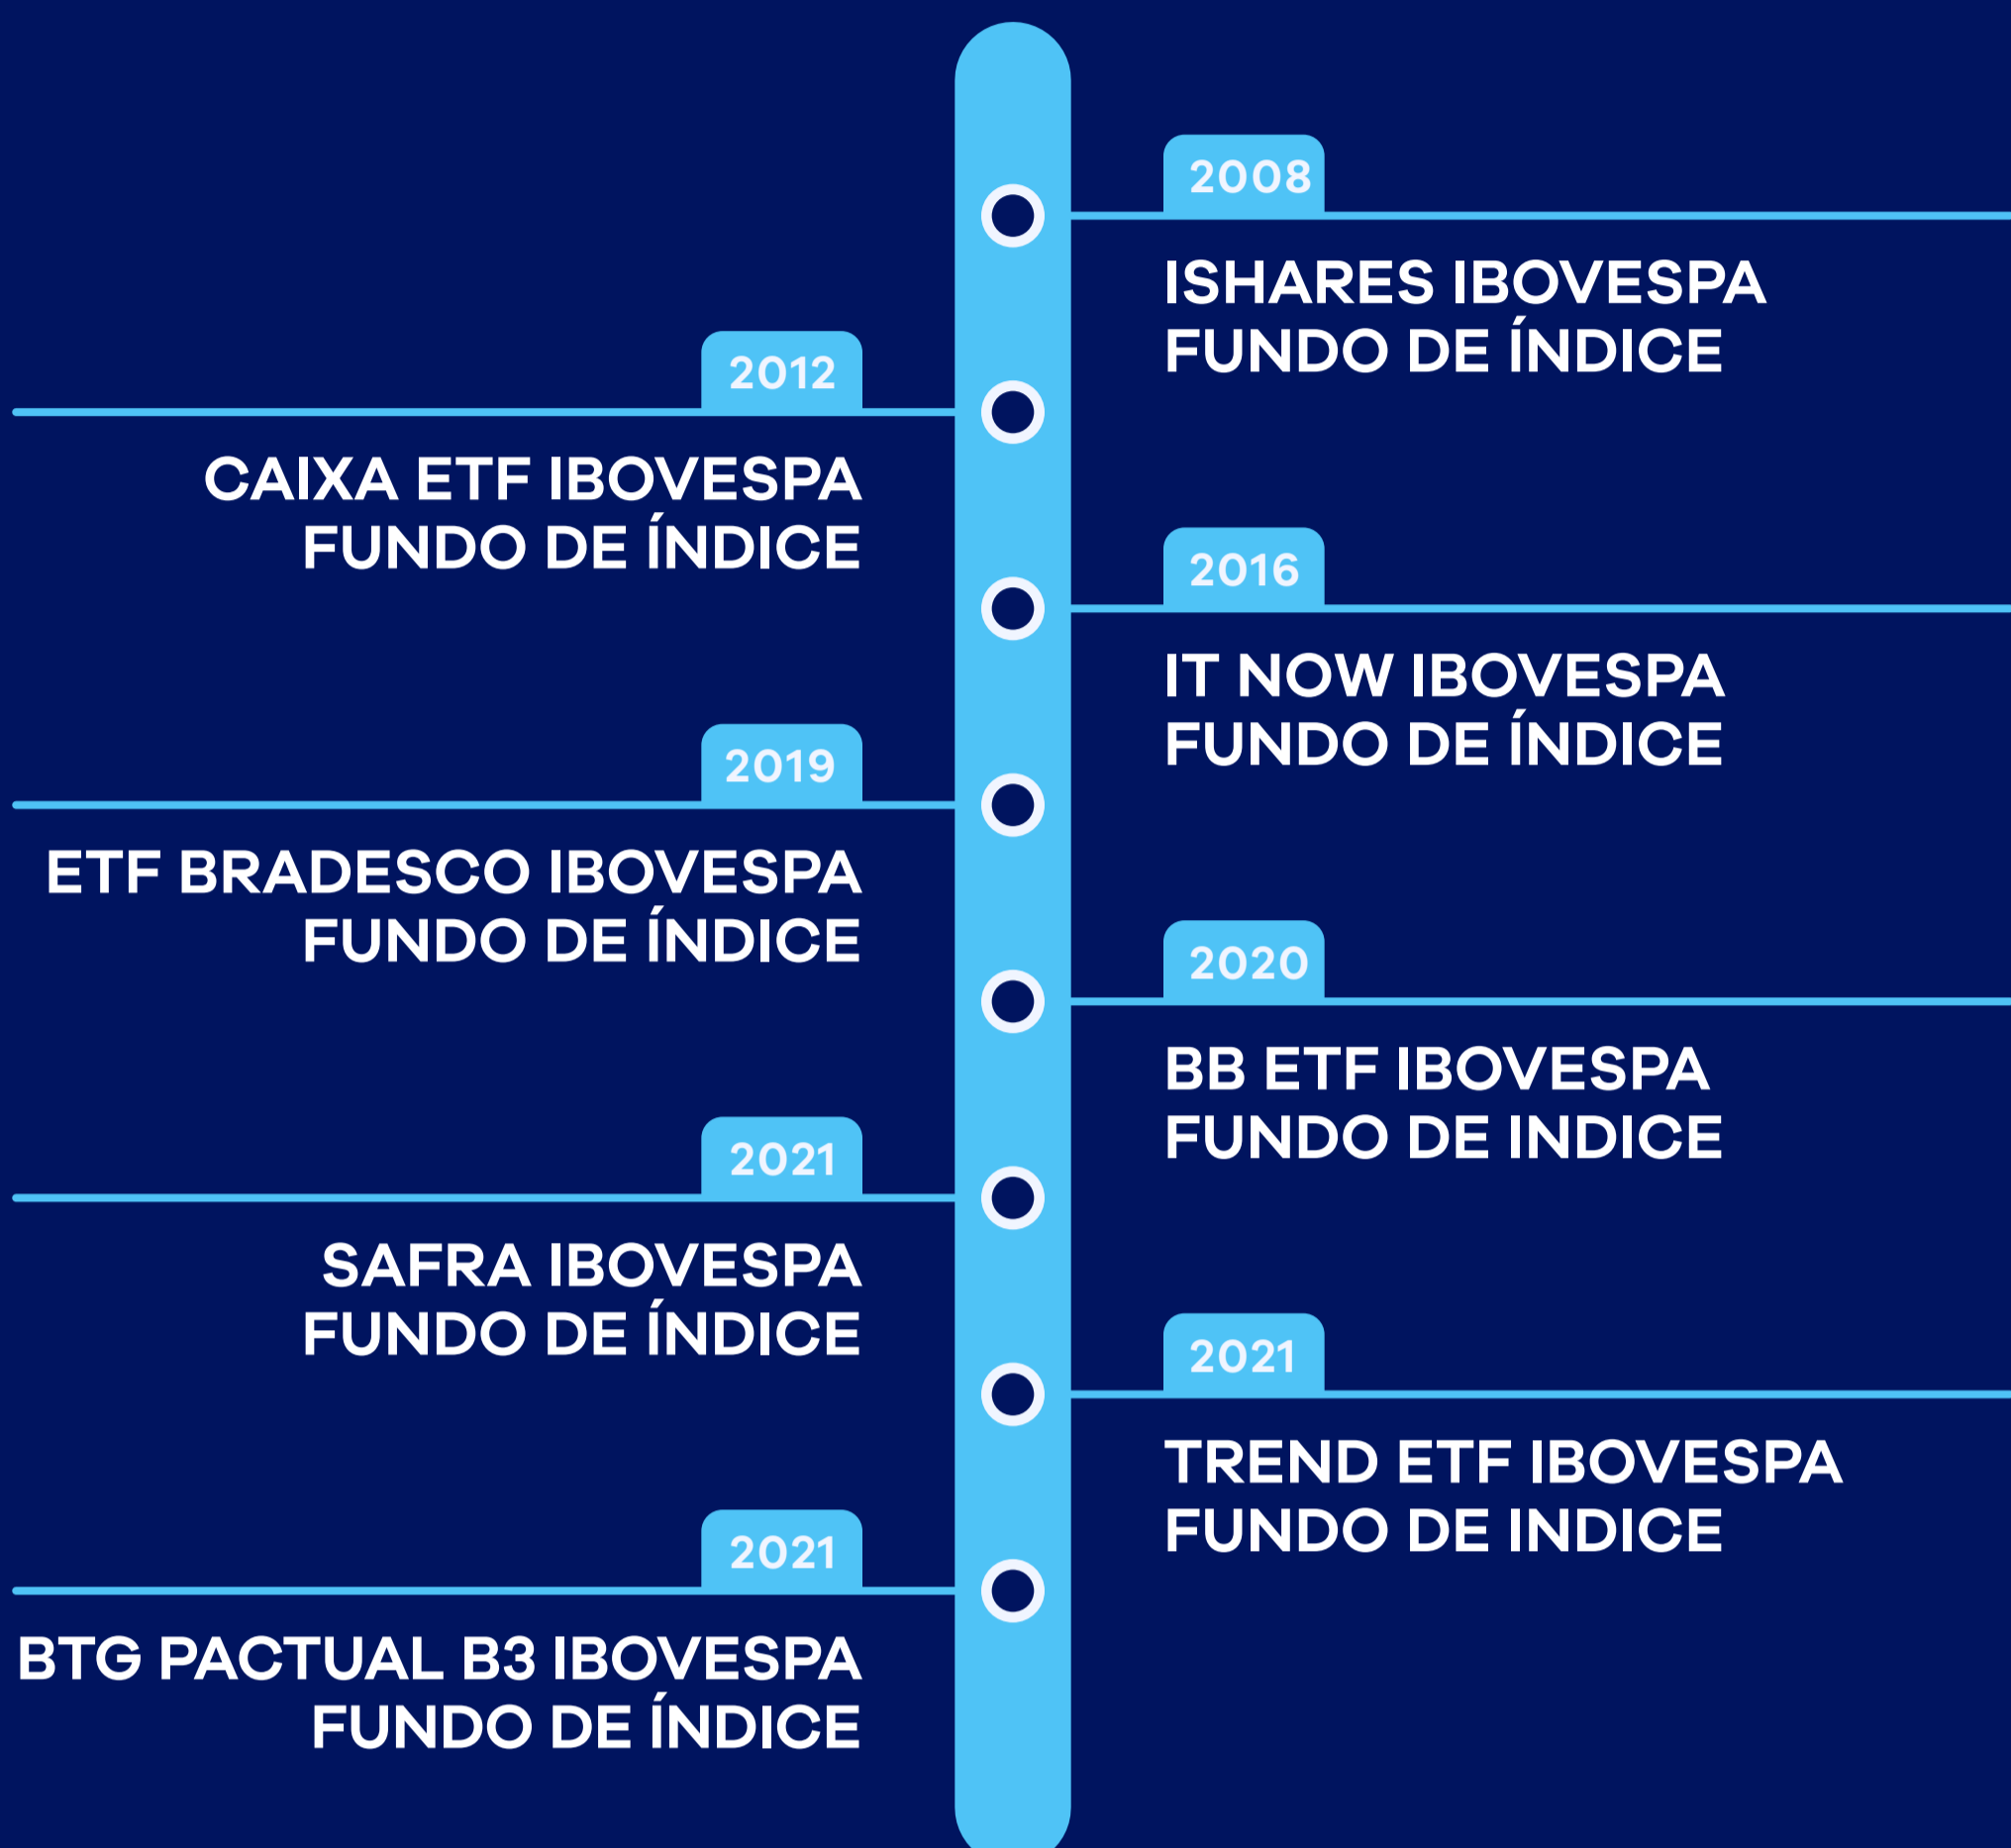 2008
ISHARES IBOVESPA
FUNDO DE ÍNDICE
2012
CAIXA ETF IBOVESPA
FUNDO DE ÍNDICE
2016
IT NOW IBOVESPA
FUNDO DE ÍNDICE
2019
ETF BRADESCO IBOVESPA
FUNDO DE ÍNDICE
2020
BB ETF IBOVESPA
FUNDO DE INDICE
2021
SAFRA IBOVESPA
FUNDO DE ÍNDICE
2021
TREND ETF IBOVESPA
FUNDO DE INDICE
2021
BTG PACTUAL B3 IBOVESPA
FUNDO DE ÍNDICE